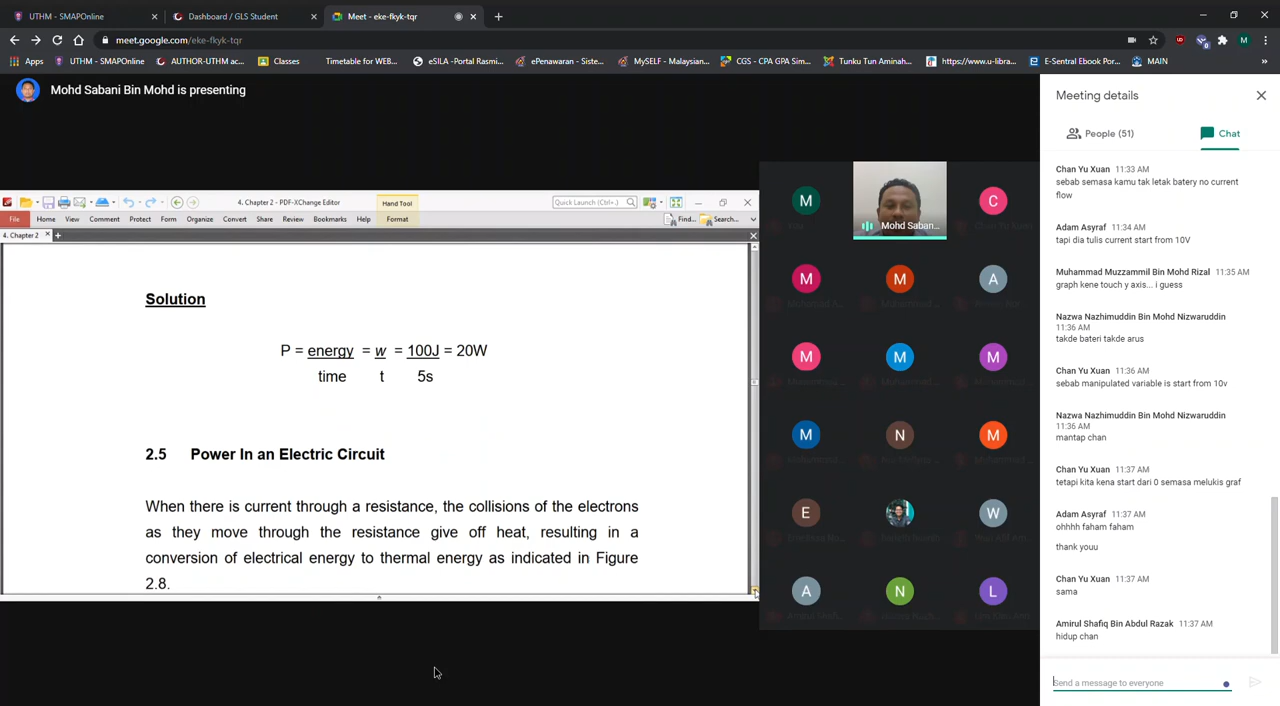 UTHM - SMAPOnline
Dashboard / GLS Student
Meet - eke-fkyk-tqr
meet.google.com/eke-fkyk-tqr
M
Apps
UTHM - SMAPOnline
AUTHOR-UTHM ac...
Classes
Timetable for WEB...
eSILA -Portal Rasmi...
ePenawaran - Siste...
MySELF - Malaysian...
CGS - CPA GPA Sim...
Tunku Tun Aminah...
https://www.u-libra...
E-Sentral Ebook Por...
MAIN
Mohd Sabani Bin Mohd is presenting
4. Chapter 2 - PDF-XChange Editor
Hand Tool
Quick Launch (Ctrl+.)
File
Home
View
Comment
Protect
Form
Organize
Convert
Share
Review
Bookmarks
Help
Format
Find...
Search...
4. Chapter 2
Solution
P = energy = w = 100J = 20W
time t 5s
2.5 Power In an Electric Circuit
When there is current through a resistance, the collisions of the electrons
as they move through the resistance give off heat, resulting in a
conversion of electrical energy to thermal energy as indicated in Figure
2.8.
M
Mohd Saban...
C
M M A
M M M
M N M
E W
A N L
Meeting details
People (51)
Chat
Chan Yu Xuan 11:33 AM
sebab semasa kamu tak letak batery no current
flow
Adam Asyraf 11:34 AM
tapi dia tulis current start from 10V
Muhammad Muzzammil Bin Mohd Rizal 11:35 AM
graph kene touch y axis... i guess
Nazwa Nazhimuddin Bin Mohd Nizwaruddin
11:36 AM
takde bateri takde arus
Chan Yu Xuan 11:36 AM
sebab manipulated variable is start from 10v
Nazwa Nazhimuddin Bin Mohd Nizwaruddin
11:36 AM
mantap chan
Chan Yu Xuan 11:37 AM
tetapi kita kena start dari 0 semasa melukis graf
Adam Asyraf 11:37 AM
ohhhh faham faham
thank youu
Chan Yu Xuan 11:37 AM
sama
Amirul Shafiq Bin Abdul Razak 11:37 AM
hidup chan
Send a message to everyone